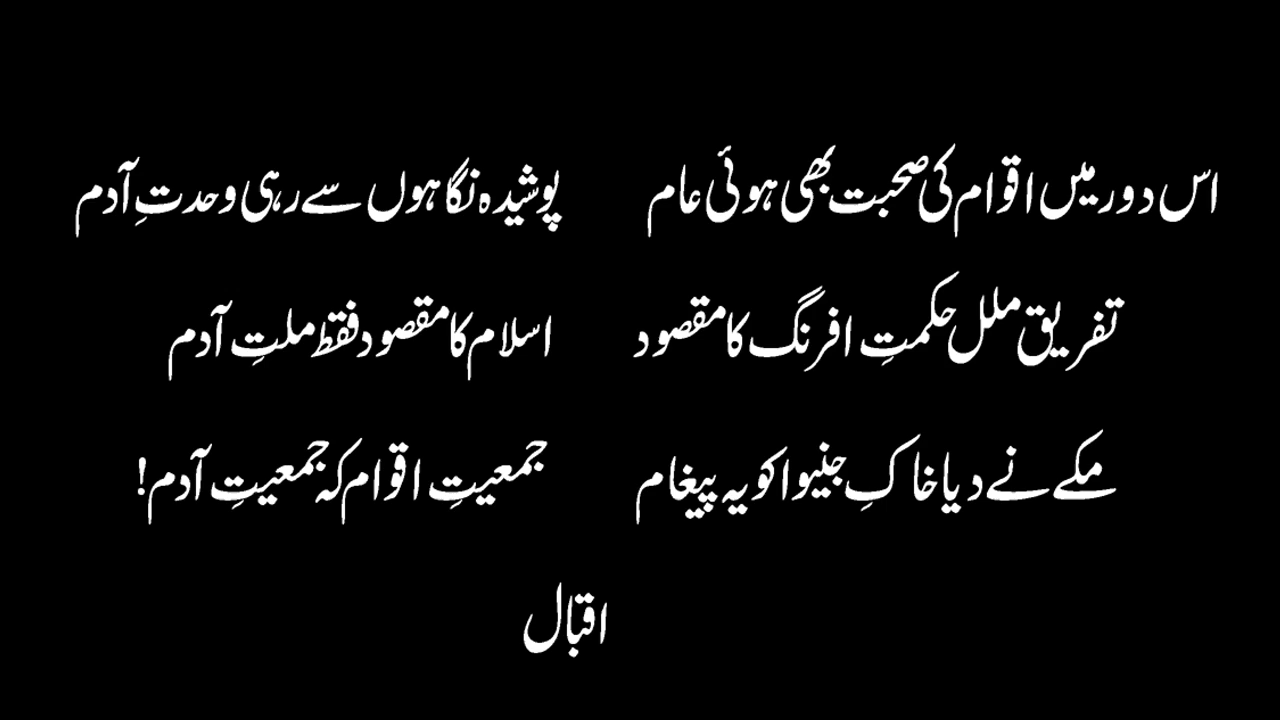 اس دور میں اقوام کی صحبت بھی ہوئی عام پوشیدہ نگاہوں سے رہی وحدتِ آدم
تفریق ملل حکمتِ افرنگ کا مقصود اسلام کا مقصود فقط ملتِ آدم
مکے نے دیا خاکِ جنیوا کو یہ پیغام جمعیتِ اقوام کہ جمعیتِ آدم!
اقبال